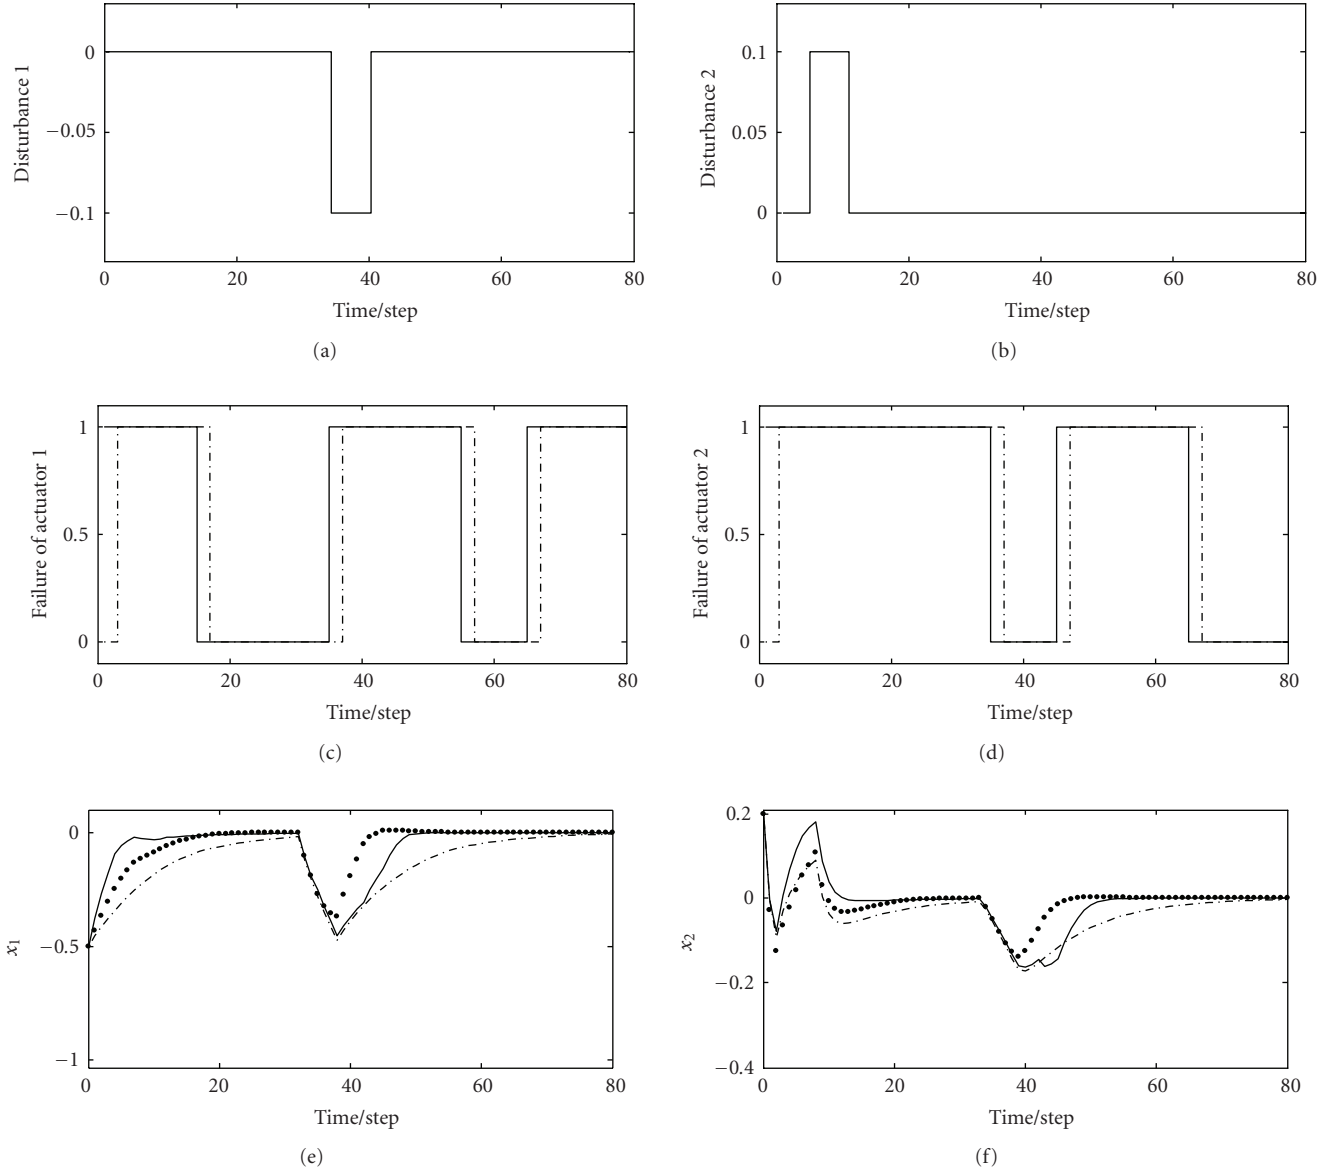 Disturbance 1
0
−0.05
−0.1
0 20 40 60 80
Time/step
(a)
Disturbance 2
0.1
0.05
0
0 20 40 60 80
Time/step
(b)
Failure of actuator 1
1
0.5
0
0 20 40 60 80
Time/step
(c)
Failure of actuator 2
1
0.5
0
0 20 40 60 80
Time/step
(d)
x1
0
−0.5
−1
0 20 40 60 80
Time/step
(e)
x2
0.2
0
−0.2
−0.4
0 20 40 60 80
Time/step
(f)